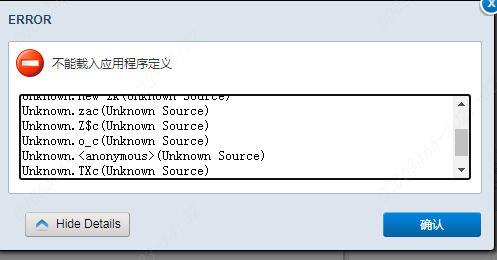 ERROR
不能载入应用程序定义
Unknown.new Zk(Unknown Source)
Unknown.zac(Unknown Source)
Unknown.Z$c(Unknown Source)
Unknown.o_c(Unknown Source)
Unknown.<anonymous>(Unknown Source)
Unknown.TXc(Unknown Source)
Hide Details
确认